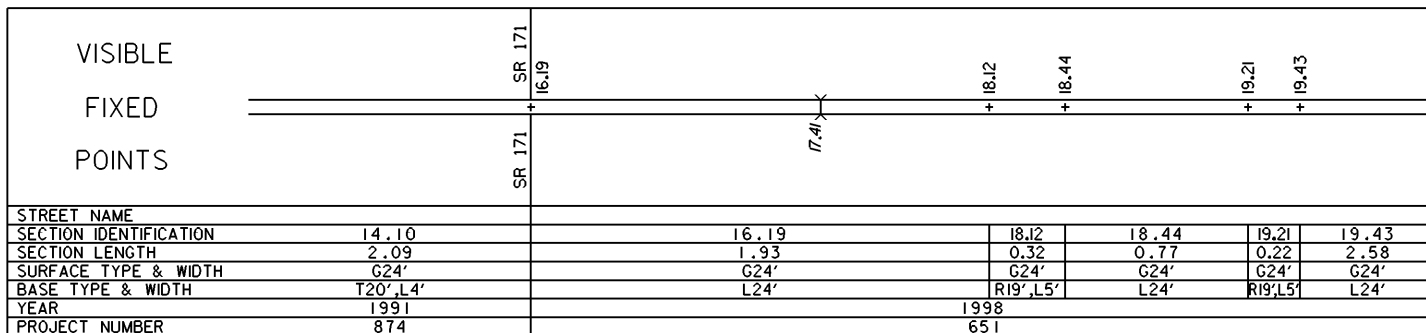 VISIBLE
FIXED
POINTS
SR 171
SR 171
16.19
17.41
18.12
18.44
19.21
19.43
STREET NAME
SECTION IDENTIFICATION 14.10 16.19 18.12 18.44 19.21 19.43
SECTION LENGTH 2.09 1.93 0.32 0.77 0.22 2.58
SURFACE TYPE & WIDTH G24' G24' G24' G24' G24' G24'
BASE TYPE & WIDTH T20',L4' L24' R19',L5' L24' R19',L5' L24'
YEAR 1991 1998
PROJECT NUMBER 874 651